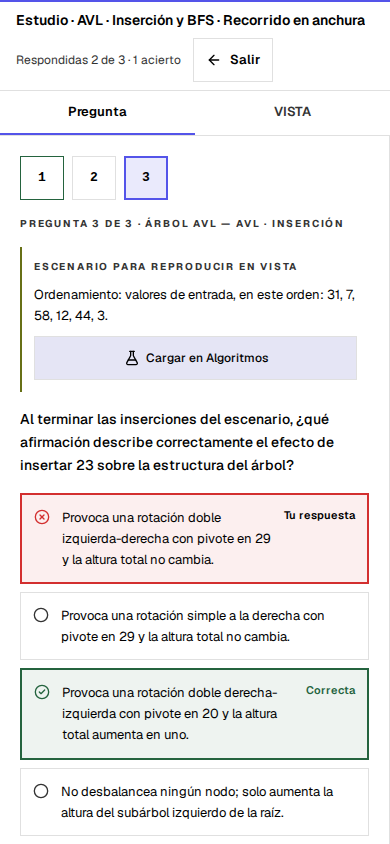 Estudio · AVL · Inserción y BFS · Recorrido en anchura
Respondidas 2 de 3 · 1 acierto
Salir
Pregunta
VISTA
1
2
3
PREGUNTA 3 DE 3 · ÁRBOL AVL — AVL · INSERCIÓN
ESCENARIO PARA REPRODUCIR EN VISTA
Ordenamiento: valores de entrada, en este orden: 31, 7,
58, 12, 44, 3.
Cargar en Algoritmos
Al terminar las inserciones del escenario, ¿qué
afirmación describe correctamente el efecto de
insertar 23 sobre la estructura del árbol?
Provoca una rotación doble
izquierda-derecha con pivote en 29
y la altura total no cambia.
Tu respuesta
Provoca una rotación simple a la derecha con
pivote en 29 y la altura total no cambia.
Provoca una rotación doble derecha-
izquierda con pivote en 20 y la altura
total aumenta en uno.
Correcta
No desbalancea ningún nodo; solo aumenta la
altura del subárbol izquierdo de la raíz.